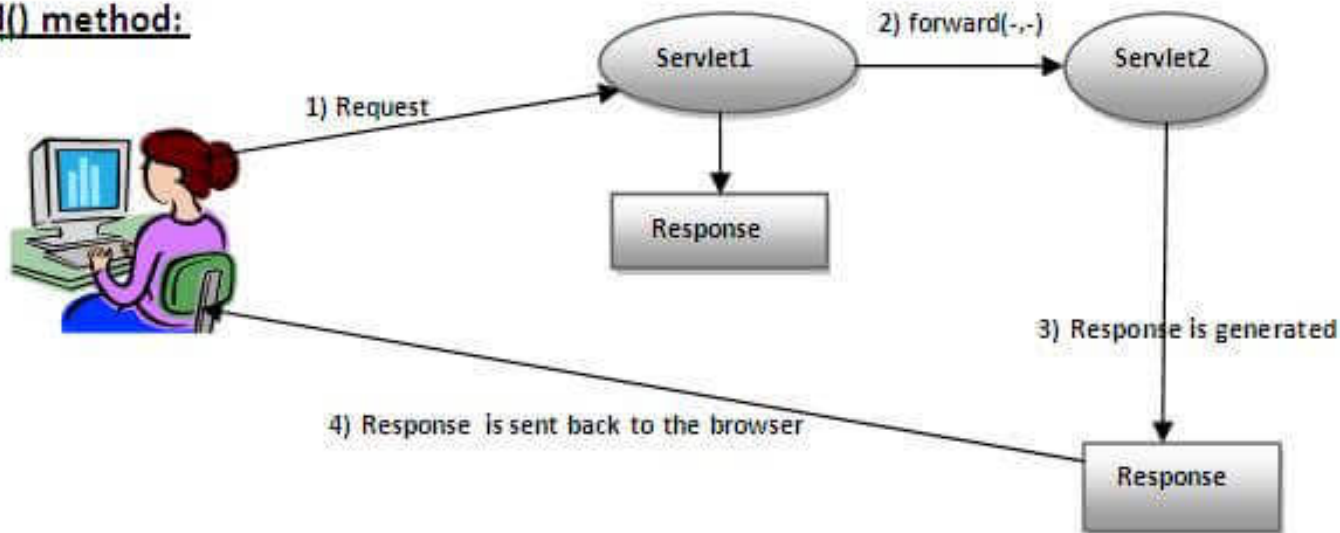 () method:
2) forward(-,-)
Servlet1
Servlet2
1) Request
Response
3) Response is generated
4) Response is sent back to the browser
Response